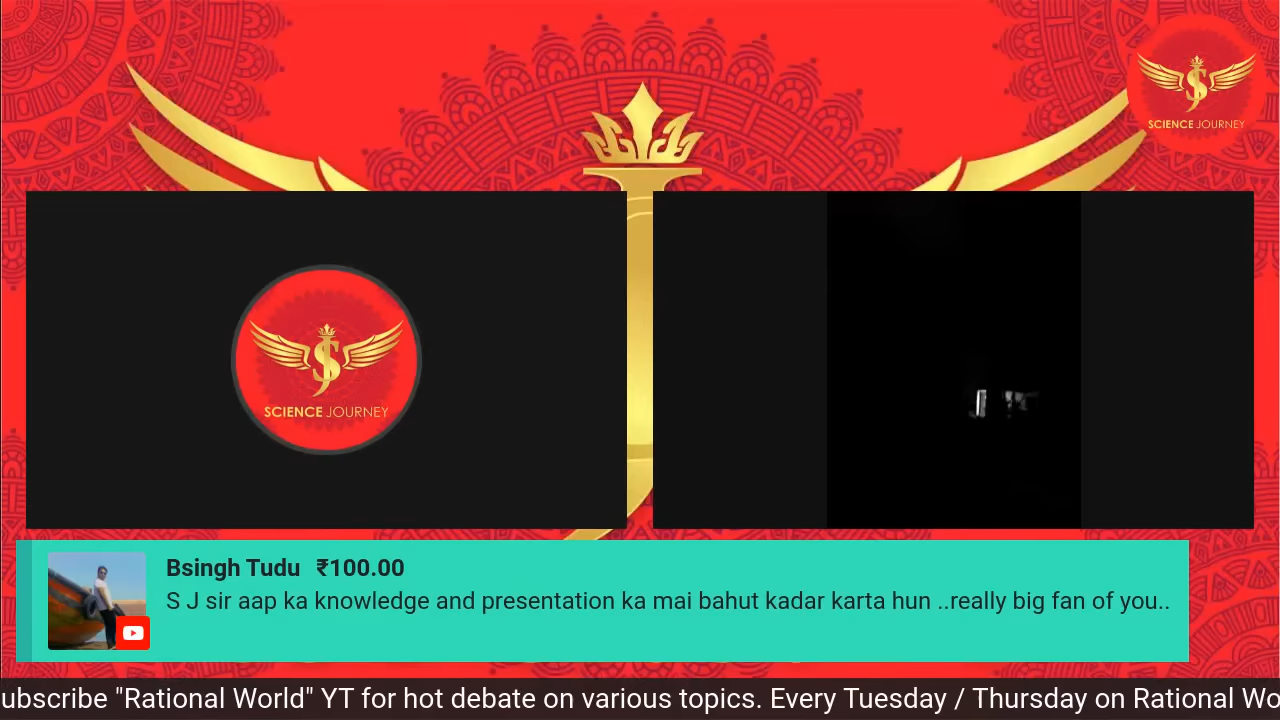 SCIENCE JOURNEY
SCIENCE JOURNEY
Bsingh Tudu ₹100.00
S J sir aap ka knowledge and presentation ka mai bahut kadar karta hun ..really big fan of you..
ubscribe "Rational World" YT for hot debate on various topics. Every Tuesday / Thursday on Rational Wo